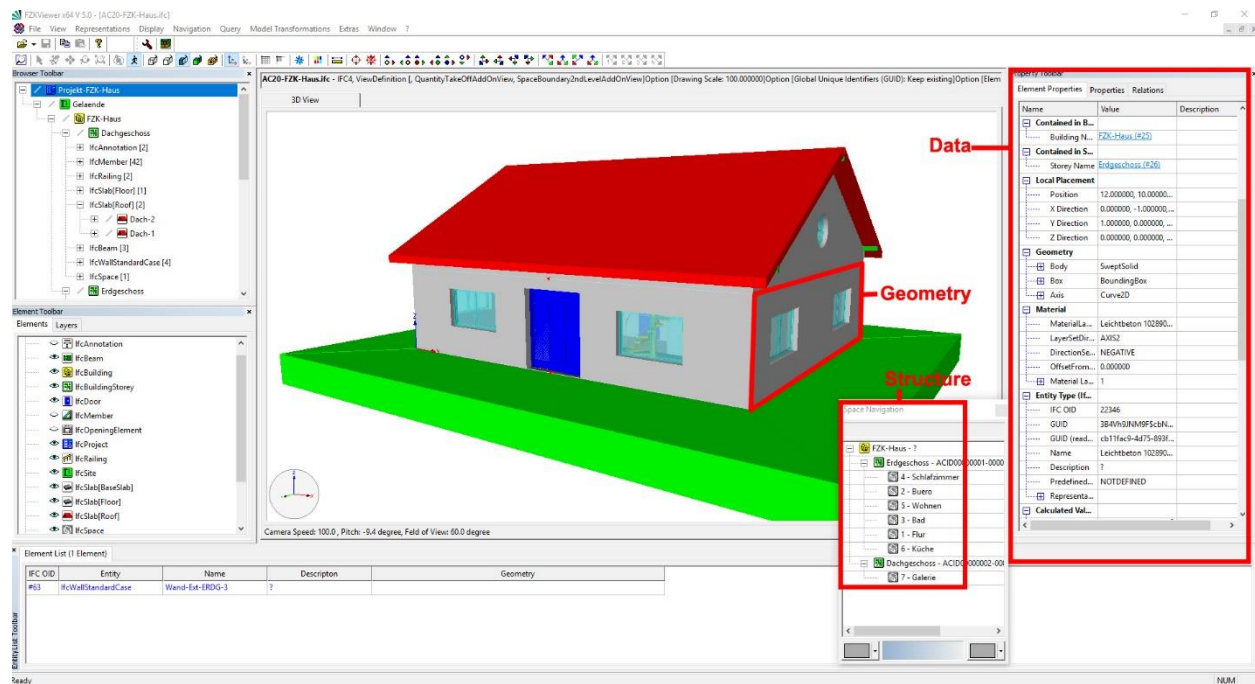 FZKViewer x64 V 5.0 - [AC20-FZK-Haus.ifc]
File View Representations Display Navigation Query Model Transformations Extras Window ?
Browser Toolbar
Projekt-FZK-Haus
Gelaende
FZK-Haus
Dachgeschoss
IfcAnnotation [2]
IfcMember [42]
IfcRailing [2]
IfcSlab[Floor] [1]
IfcSlab[Roof] [2]
Dach-2
Dach-1
IfcBeam [3]
IfcWallStandardCase [4]
IfcSpace [1]
Erdgeschoss
Element Toolbar
Elements Layers
IfcAnnotation
IfcBeam
IfcBuilding
IfcBuildingStorey
IfcDoor
IfcMember
IfcOpeningElement
IfcProject
IfcRailing
IfcSite
IfcSlab[BaseSlab]
IfcSlab[Floor]
IfcSlab[Roof]
IfcSpace
AC20-FZK-Haus.ifc - IFC4, ViewDefinition [, QuantityTakeOffAddOnView, SpaceBoundary2ndLevelAddOnView]Option [Drawing Scale: 100.000000]Option [Global Unique Identifiers (GUID): Keep existing]Option [Elem
3D View
Data
Geometry
Structure
Camera Speed: 100.0 , Pitch: -9.4 degree, Feld of View: 60.0 degree
Space Navigation
FZK-Haus - ?
Erdgeschoss - ACID00000001-0000
4 - Schlafzimmer
2 - Buero
5 - Wohnen
3 - Bad
1 - Flur
6 - Küche
Dachgeschoss - ACID00000002-000
7 - Galerie
Property Toolbar
Element Properties Properties Relations
Name Value Description
Contained in B...
Building N... FZK-Haus (#25)
Contained in S...
Storey Name Erdgeschoss (#26)
Local Placement
Position 12.000000, 10.00000...
X Direction 0.000000, -1.000000,...
Y Direction 1.000000, 0.000000, ...
Z Direction 0.000000, 0.000000, ...
Geometry
Body SweptSolid
Box BoundingBox
Axis Curve2D
Material
MaterialLa... Leichtbeton 102890...
LayerSetDir... AXIS2
DirectionSe... NEGATIVE
OffsetFrom... 0.000000
Material La... 1
Entity Type (If...
IFC OID 22346
GUID 3B4Vh9JNM9F$cbN...
GUID (read... cb11fac9-4d75-893f...
Name Leichtbeton 102890...
Description ?
Predefined... NOTDEFINED
Representa...
Calculated Val...
Element List (1 Element)
IFC OID Entity Name Descripton Geometry
#63 IfcWallStandardCase Wand-Ext-ERDG-3 ?
EntityList Toolbar
Ready NUM